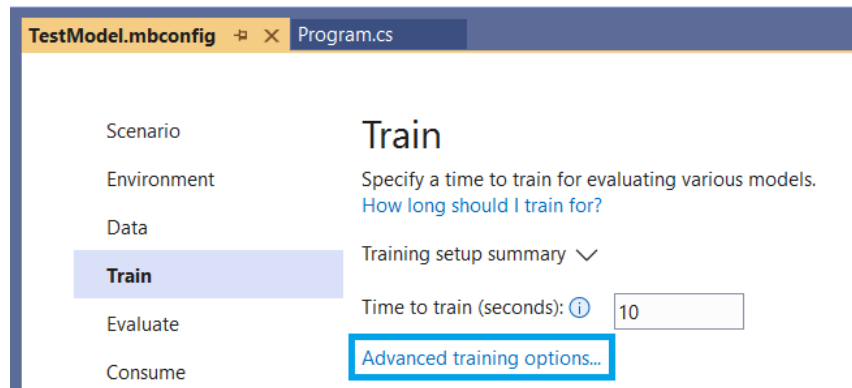 TestModel.mbconfig
Program.cs
Scenario
Environment
Data
Train
Evaluate
Consume
Train
Specify a time to train for evaluating various models.
How long should I train for?
Training setup summary
Time to train (seconds): 10
Advanced training options...